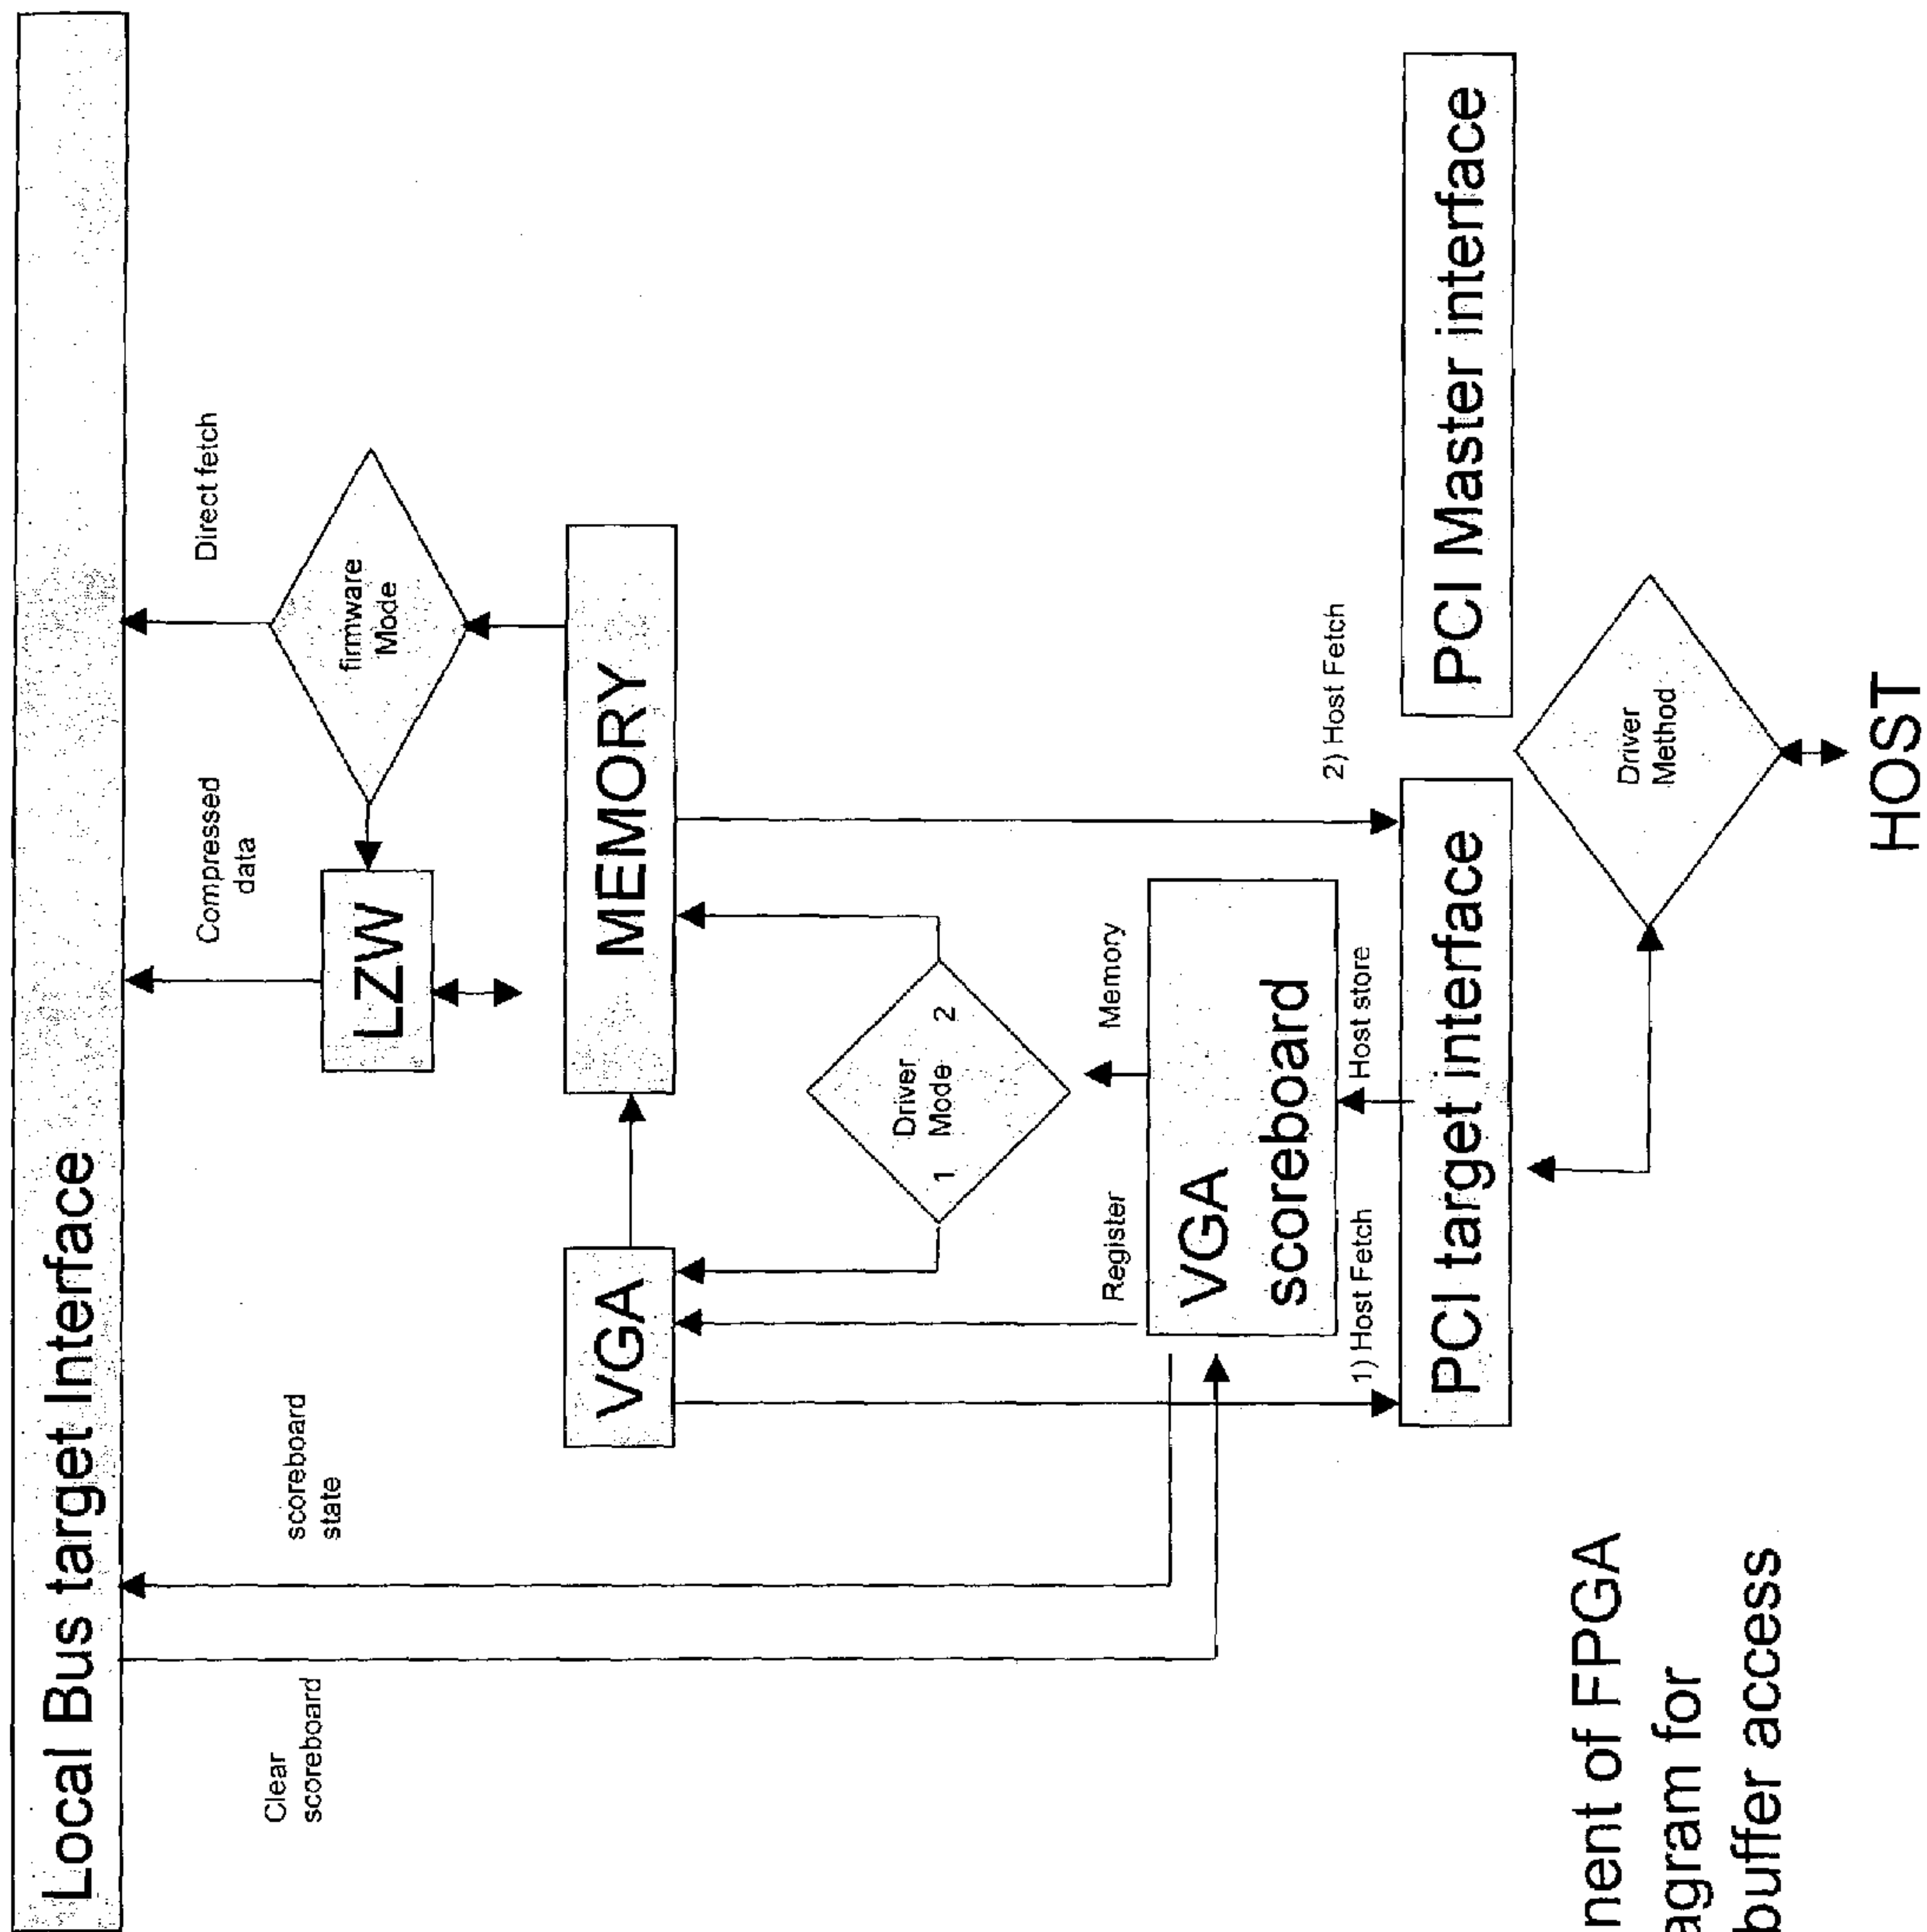 Local Bus target Interface
Clear
scoreboard
scoreboard
state
Compressed
data
Direct fetch
LZW
firmware
Mode
VGA
MEMORY
Driver
1 Mode 2
Register
Memory
VGA
scoreboard
1) Host Fetch
Host store
2) Host Fetch
PCI target interface
PCI Master interface
Driver
Method
HOST
of FPGA
for
buffer access